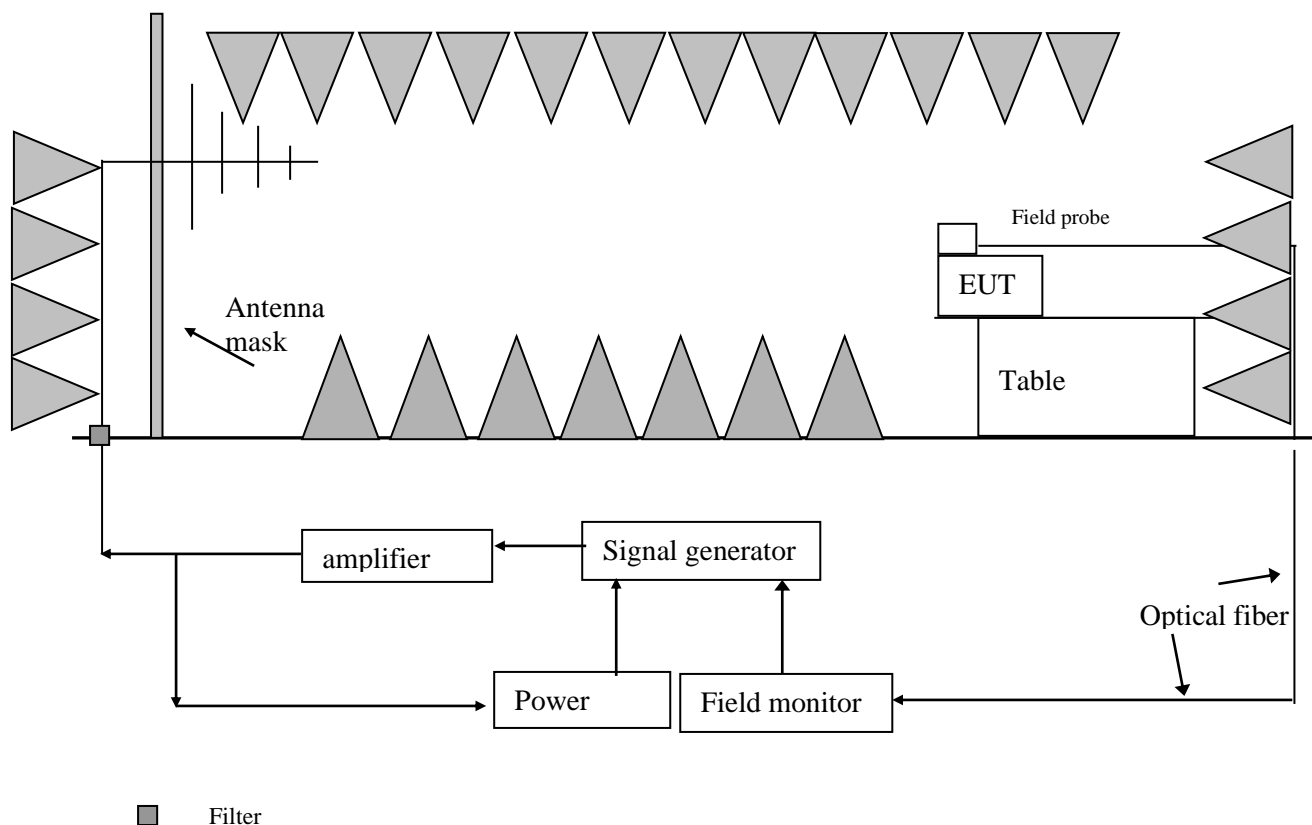 Field probe
EUT
Antenna
mask
Table
Signal generator
amplifier
Optical fiber
Power
Field monitor
Filter